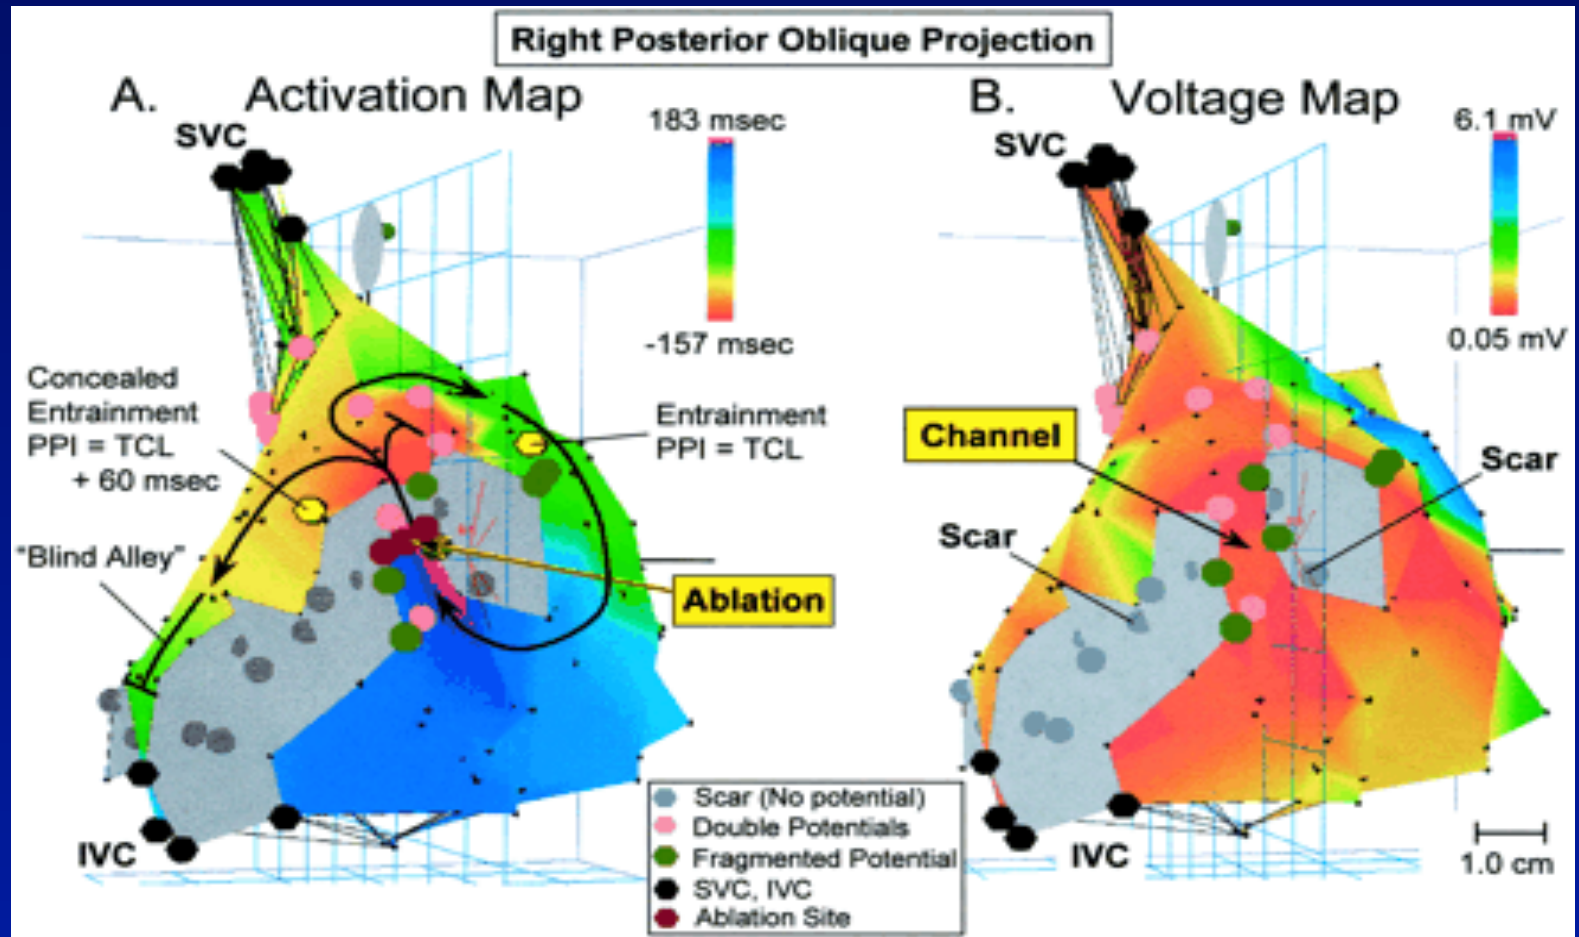 Right Posterior Oblique Projection
A. Activation Map
SVC
183 msec
-157 msec
Concealed
Entrainment
PPI = TCL
+ 60 msec
Entrainment
PPI = TCL
"Blind Alley"
Ablation
IVC
B. Voltage Map
SVC
6.1 mV
0.05 mV
Channel
Scar
Scar
IVC
1.0 cm
Scar (No potential)
Double Potentials
Fragmented Potential
SVC, IVC
Ablation Site